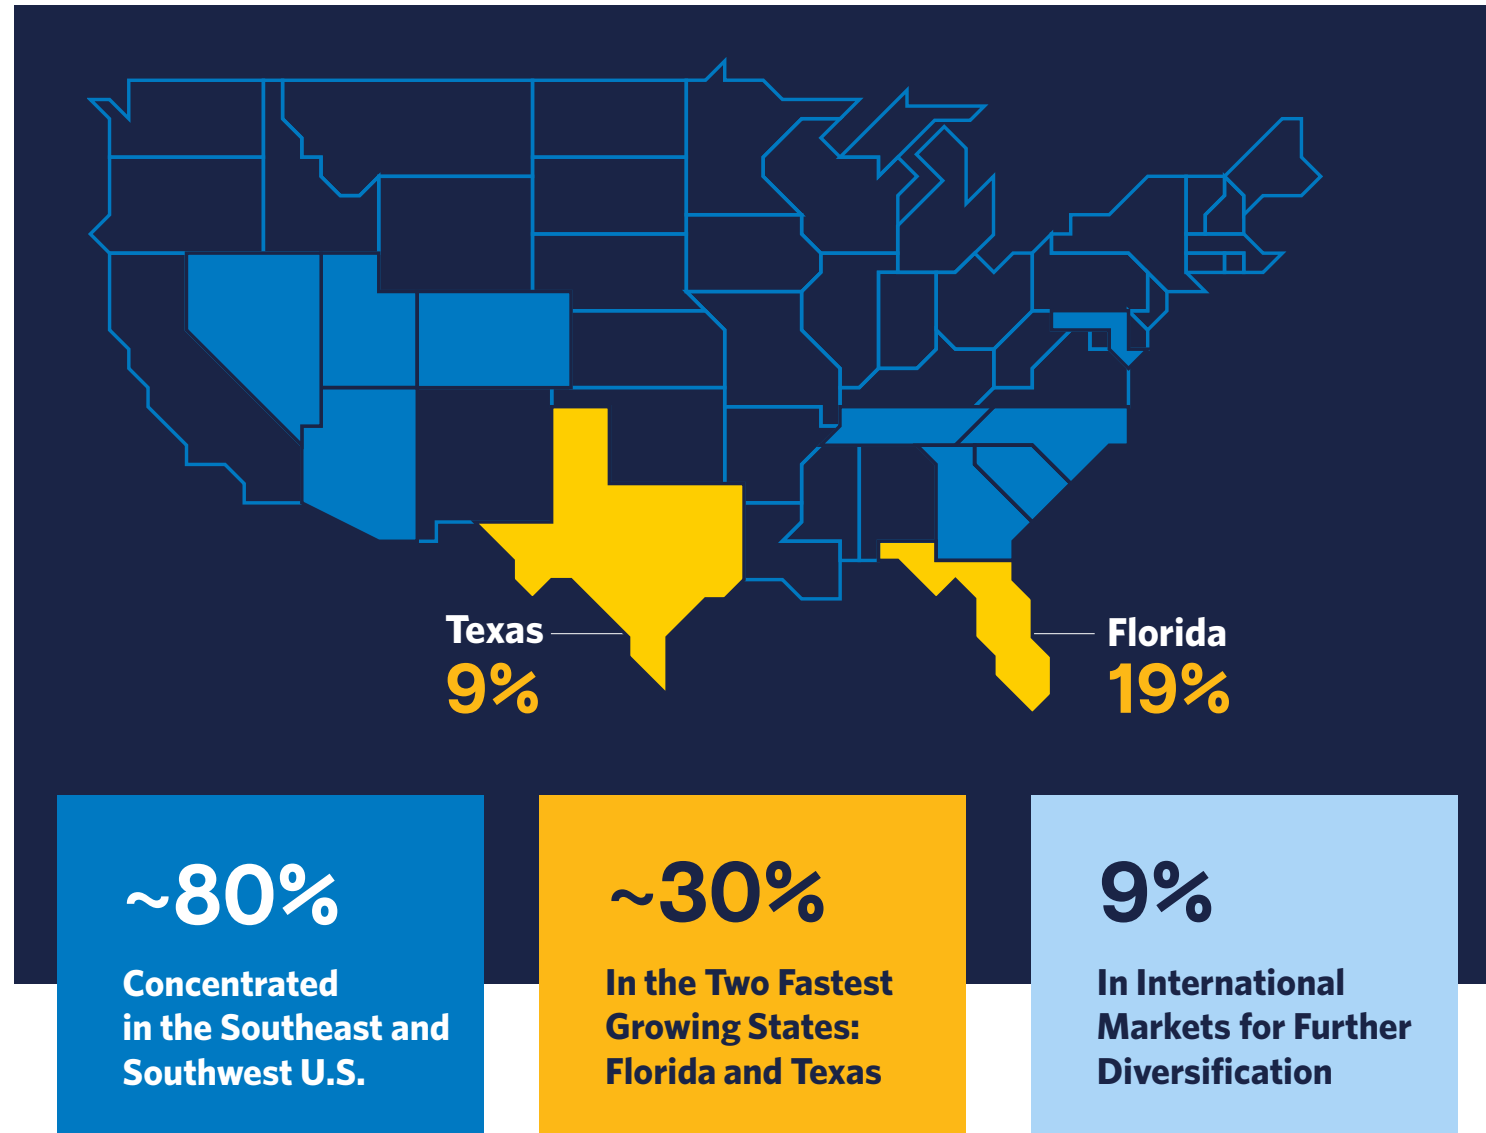 Texas
9%
Florida
19%
~80%
Concentrated
in the Southeast and
Southwest U.S.
~30%
In the Two Fastest
Growing States:
Florida and Texas
9%
In International
Markets for Further
Diversification